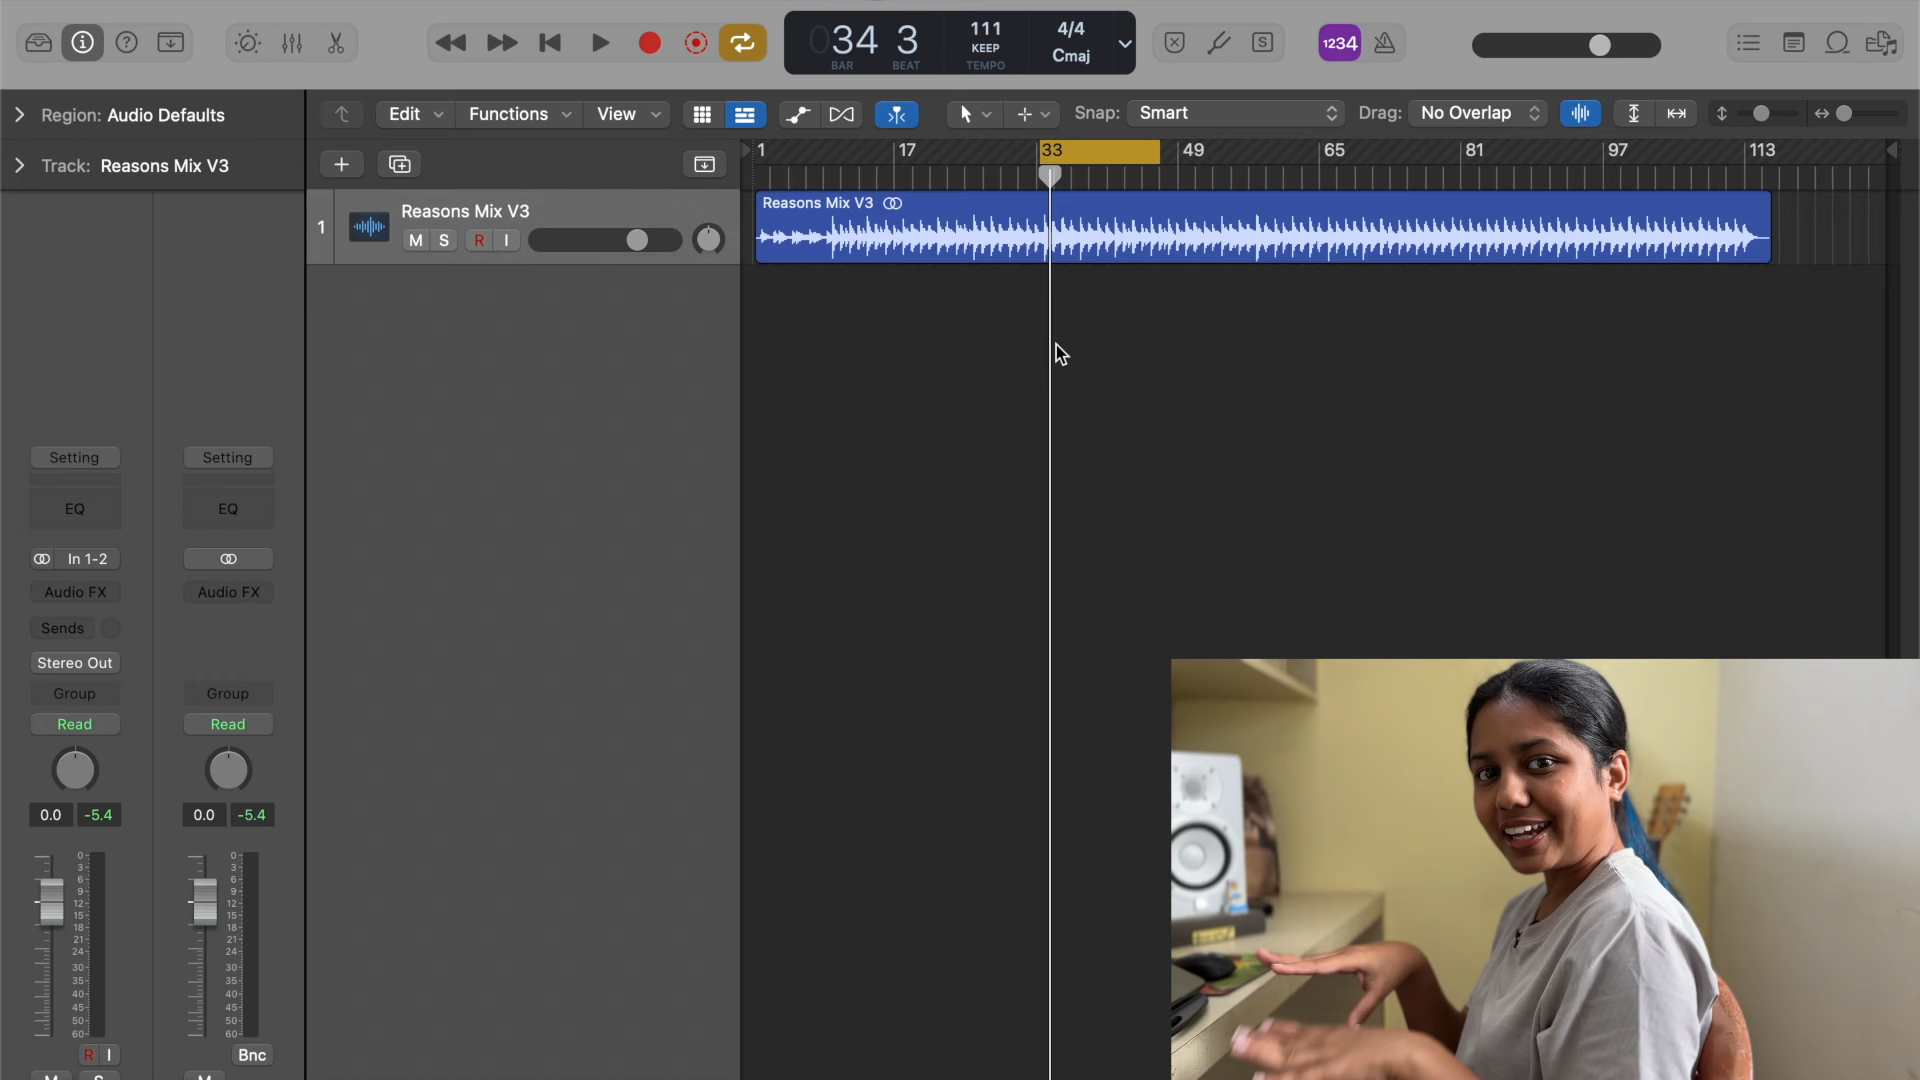 034 3
BAR BEAT
111
KEEP
TEMPO
4/4
Cmaj
1234
Region: Audio Defaults
Edit Functions View
Snap: Smart
Drag: No Overlap
Track: Reasons Mix V3
1 17 33 49 65 81 97 113
1
Reasons Mix V3
M S R I
Reasons Mix V3
Setting Setting
EQ EQ
In 1-2
Audio FX Audio FX
Sends
Stereo Out
Group Group
Read Read
0.0 -5.4 0.0 -5.4
0 0
3 3
6 6
9 9
12 12
15 15
18 18
21 21
24 24
30 30
35 35
40 40
45 45
50 50
60 60
R I Bnc
M S M